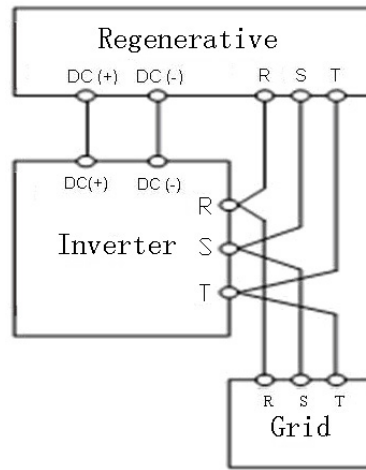 Regenerative
DC(+) DC(-) R S T
DC(+) DC(-)
R
Inverter S
T
R S T
Grid